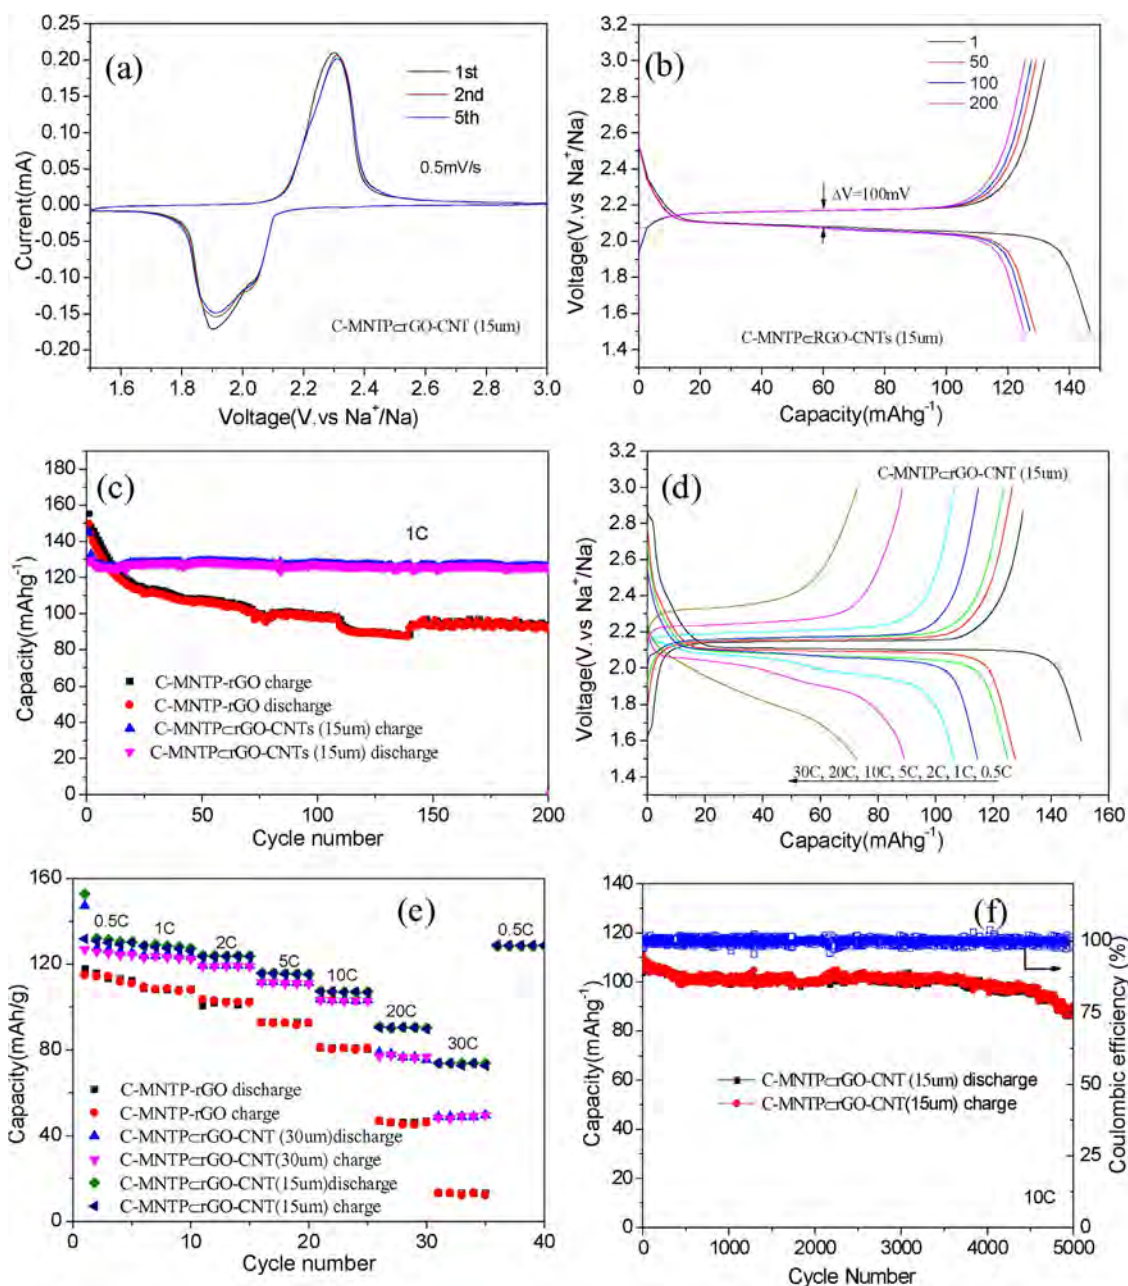 (a)
0.25
0.20
0.15
0.10
0.05
0.00
-0.05
-0.10
-0.15
-0.20
Current(mA)
1st
2nd
5th
0.5mV/s
C-MNTP⊂rGO-CNT (15um)
1.6 1.8 2.0 2.2 2.4 2.6 2.8 3.0
Voltage(V.vs Na⁺/Na)
(b)
3.0
2.8
2.6
2.4
2.2
2.0
1.8
1.6
1.4
Voltage(V.vs Na⁺/Na)
1
50
100
200
ΔV=100mV
C-MNTP⊂RGO-CNTs (15um)
0 20 40 60 80 100 120 140
Capacity(mAhg⁻¹)
(c)
180
160
140
120
100
80
60
40
20
0
Capacity(mAhg⁻¹)
1C
C-MNTP-rGO charge
C-MNTP-rGO discharge
C-MNTP⊂rGO-CNTs (15um) charge
C-MNTP⊂rGO-CNTs (15um) discharge
0 50 100 150 200
Cycle number
(d)
C-MNTP⊂rGO-CNT (15um)
3.0
2.8
2.6
2.4
2.2
2.0
1.8
1.6
1.4
Voltage(V.vs Na⁺/Na)
30C, 20C, 10C, 5C, 2C, 1C, 0.5C
0 20 40 60 80 100 120 140 160
Capacity(mAhg⁻¹)
(e)
160
120
80
40
0
Capacity(mAh/g)
0.5C
1C
2C
5C
10C
20C
30C
0.5C
C-MNTP-rGO discharge
C-MNTP-rGO charge
C-MNTP⊂rGO-CNT (30um)discharge
C-MNTP⊂rGO-CNT(30um) charge
C-MNTP⊂rGO-CNT(15um)discharge
C-MNTP⊂rGO-CNT(15um) charge
0 10 20 30 40
Cycle number
(f)
140
120
100
80
60
40
20
0
Capacity(mAhg⁻¹)
C-MNTP⊂rGO-CNT (15um) discharge
C-MNTP⊂rGO-CNT(15um) charge
10C
100
75
50
25
0
Coulombic efficiency (%)
0 1000 2000 3000 4000 5000
Cycle Number